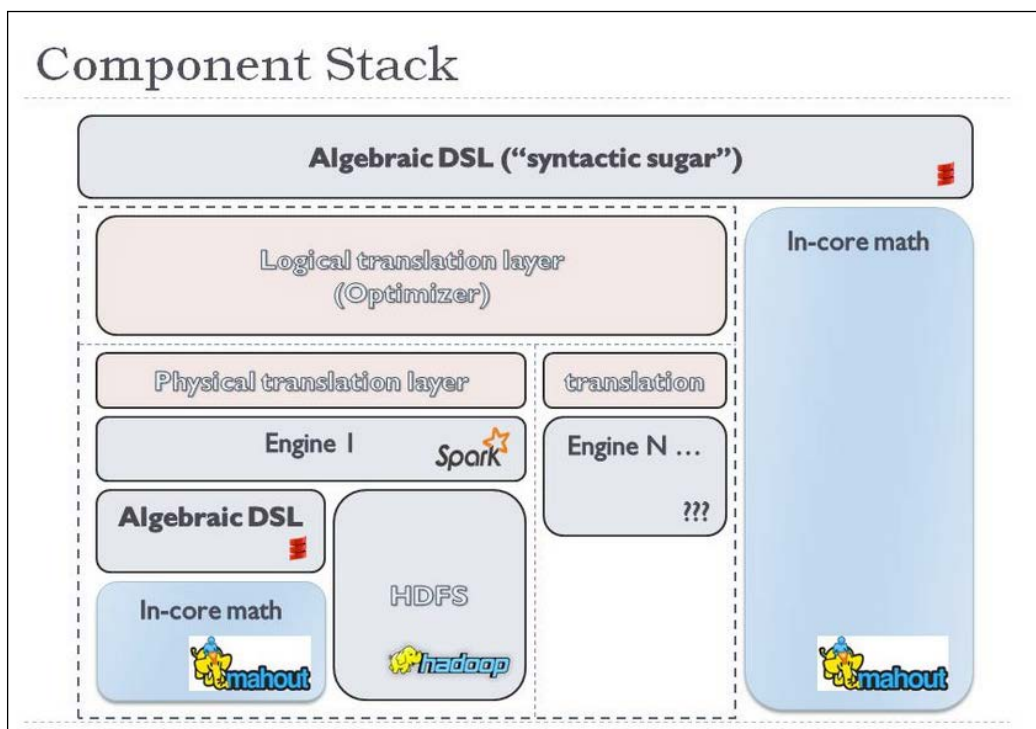 Component Stack
Algebraic DSL (“syntactic sugar”)
Logical translation layer
(Optimizer)
In-core math
Physical translation layer
translation
Engine 1
Spark
Engine N ...
???
Algebraic DSL
HDFS
hadoop
In-core math
mahout
mahout